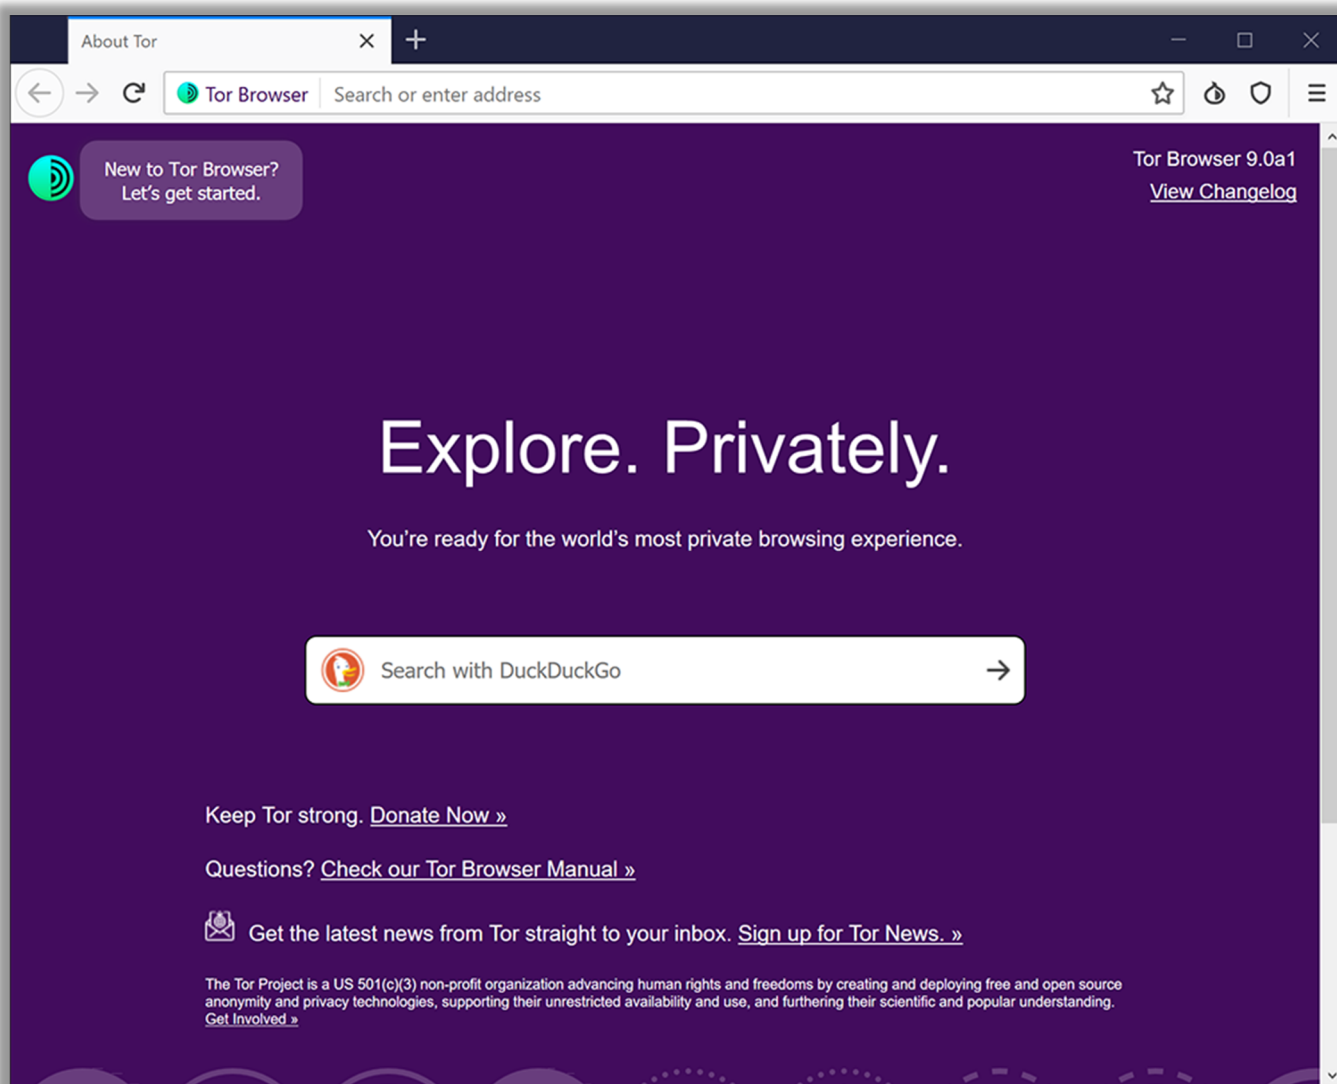 About Tor
Tor Browser
Search or enter address
New to Tor Browser?
Let's get started.
Tor Browser 9.0a1
View Changelog
Explore. Privately.
You're ready for the world's most private browsing experience.
Search with DuckDuckGo
Keep Tor strong. Donate Now »
Questions? Check our Tor Browser Manual »
Get the latest news from Tor straight to your inbox. Sign up for Tor News. »
The Tor Project is a US 501(c)(3) non-profit organization advancing human rights and freedoms by creating and deploying free and open source
anonymity and privacy technologies, supporting their unrestricted availability and use, and furthering their scientific and popular understanding.
Get Involved »